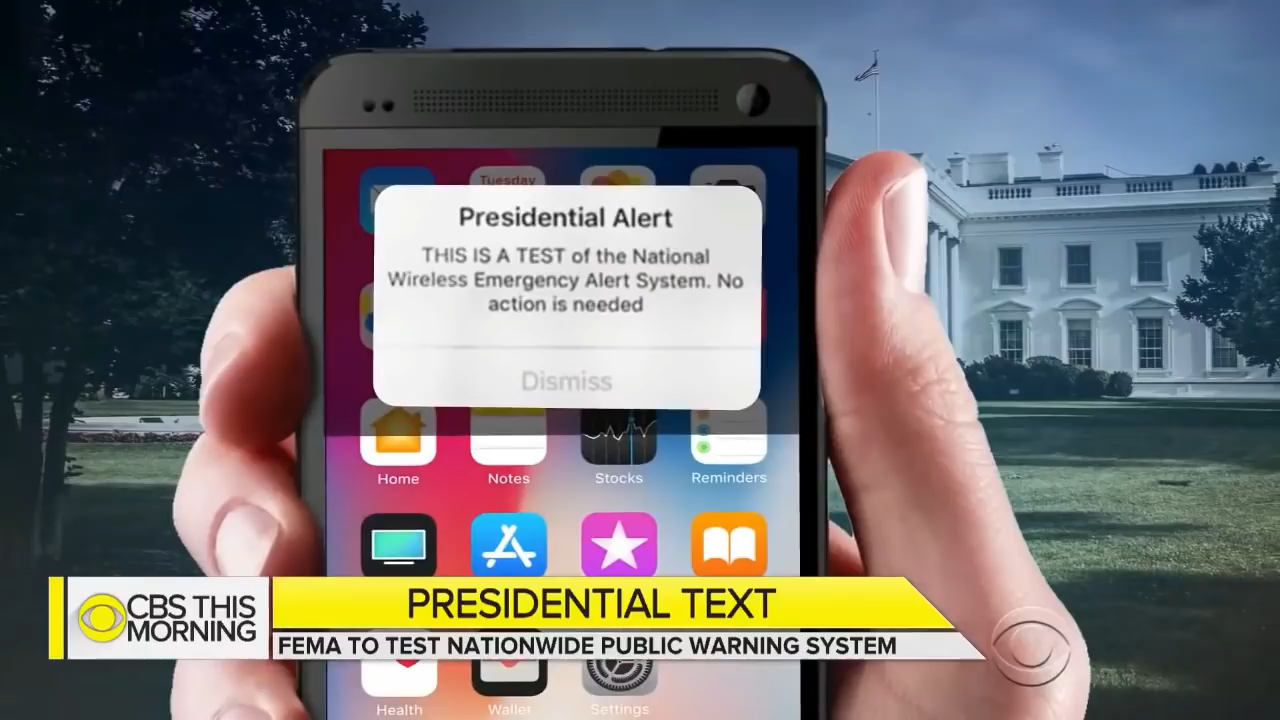 Tuesday
Presidential Alert
THIS IS A TEST of the National
Wireless Emergency Alert System. No
action is needed
Dismiss
Home
Notes
Stocks
Reminders
CBS THIS
MORNING
PRESIDENTIAL TEXT
FEMA TO TEST NATIONWIDE PUBLIC WARNING SYSTEM
Health
Wallet
Settings